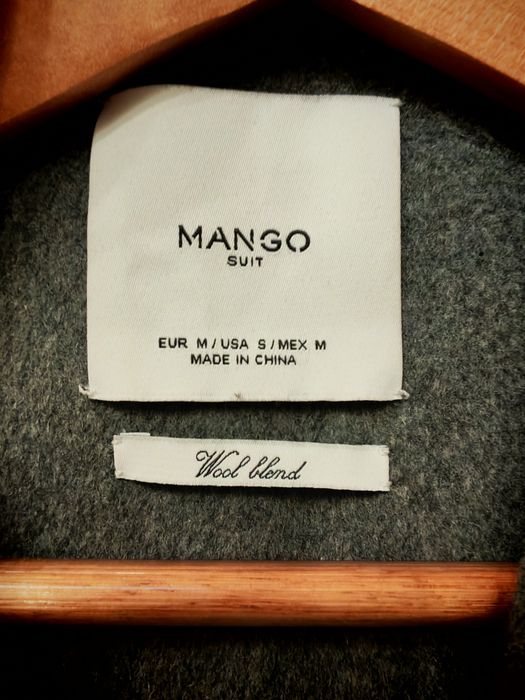 MANGO
SUIT
EUR M / USA S / MEX M
MADE IN CHINA
Wool blend